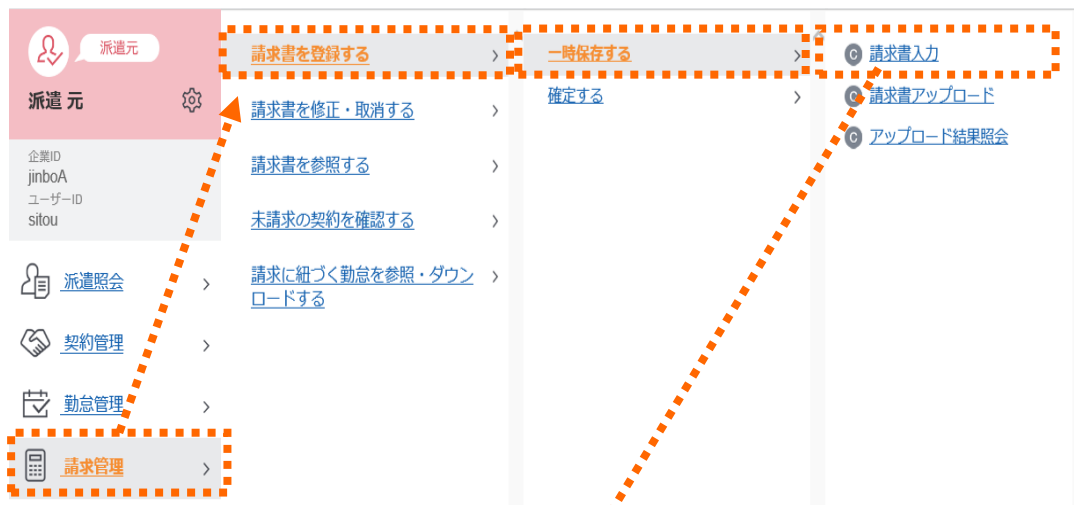 派遣元
派遣 元
企業ID
jinboA
ユーザーID
sitou
派遣照会
契約管理
勤怠管理
請求管理
請求書を登録する
請求書を修正・取消する
請求書を参照する
未請求の契約を確認する
請求に紐づく勤怠を参照・ダウン
ロードする
一時保存する
確定する
C 請求書入力
C 請求書アップロード
C アップロード結果照会